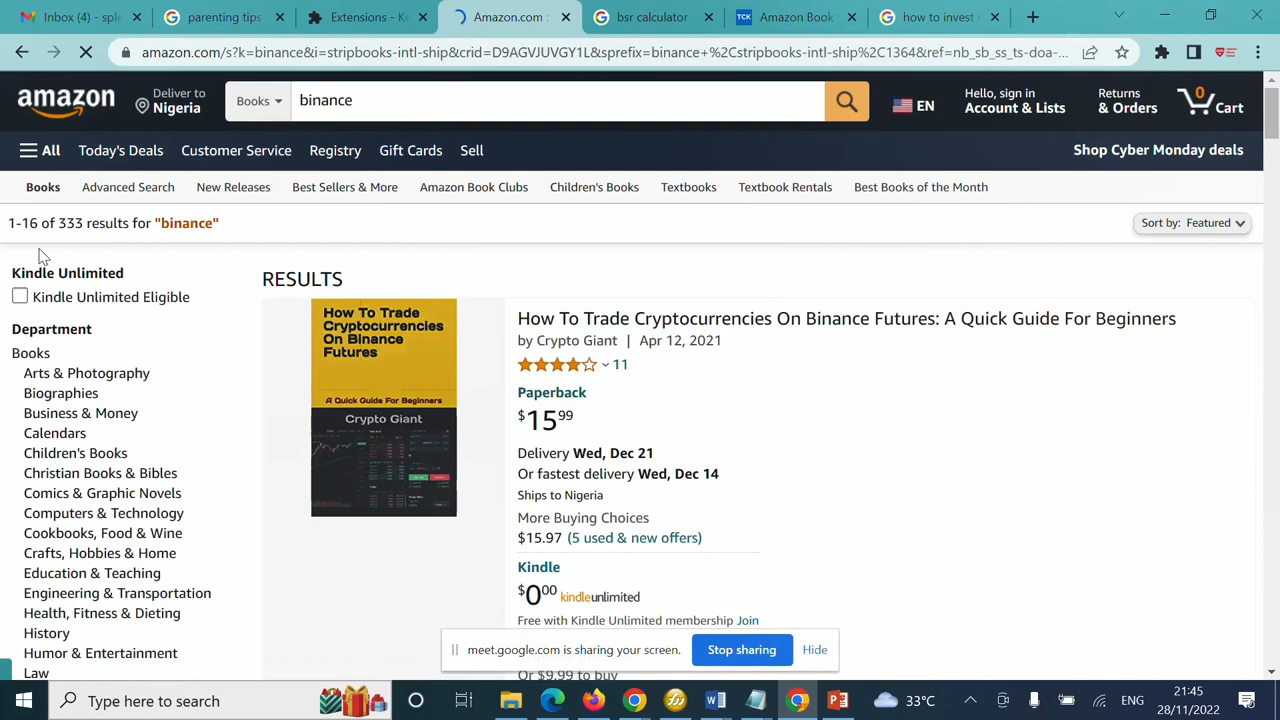 Inbox (4) - sple
parenting tips
Extensions - Ke
Amazon.com :
bsr calculator
TCK
Amazon Book
how to invest i
amazon.com/s?k=binance&i=stripbooks-intl-ship&crid=D9AGVJUVGY1L&sprefix=binance+%2Cstripbooks-intl-ship%2C1364&ref=nb_sb_ss_ts-doa-...
amazon
Deliver to
Nigeria
Books
binance
EN
Hello, sign in
Account & Lists
Returns
& Orders
0
Cart
All
Today's Deals
Customer Service
Registry
Gift Cards
Sell
Shop Cyber Monday deals
Books
Advanced Search
New Releases
Best Sellers & More
Amazon Book Clubs
Children's Books
Textbooks
Textbook Rentals
Best Books of the Month
1-16 of 333 results for "binance"
Sort by: Featured
Kindle Unlimited
Kindle Unlimited Eligible
Department
Books
Arts & Photography
Biographies
Business & Money
Calendars
Children's Books
Christian Books & Bibles
Comics & Graphic Novels
Computers & Technology
Cookbooks, Food & Wine
Crafts, Hobbies & Home
Education & Teaching
Engineering & Transportation
Health, Fitness & Dieting
History
Humor & Entertainment
Law
RESULTS
How To Trade
Cryptocurrencies
On Binance
Futures
A Quick Guide For Beginners
Crypto Giant
How To Trade Cryptocurrencies On Binance Futures: A Quick Guide For Beginners
by Crypto Giant | Apr 12, 2021
11
Paperback
$15 99
Delivery Wed, Dec 21
Or fastest delivery Wed, Dec 14
Ships to Nigeria
More Buying Choices
$15.97 (5 used & new offers)
Kindle
$0 00 kindleunlimited
Free with Kindle Unlimited membership Join
Or $9.99 to buy
meet.google.com is sharing your screen.
Stop sharing
Hide
Type here to search
33°C
ENG
21:45
28/11/2022